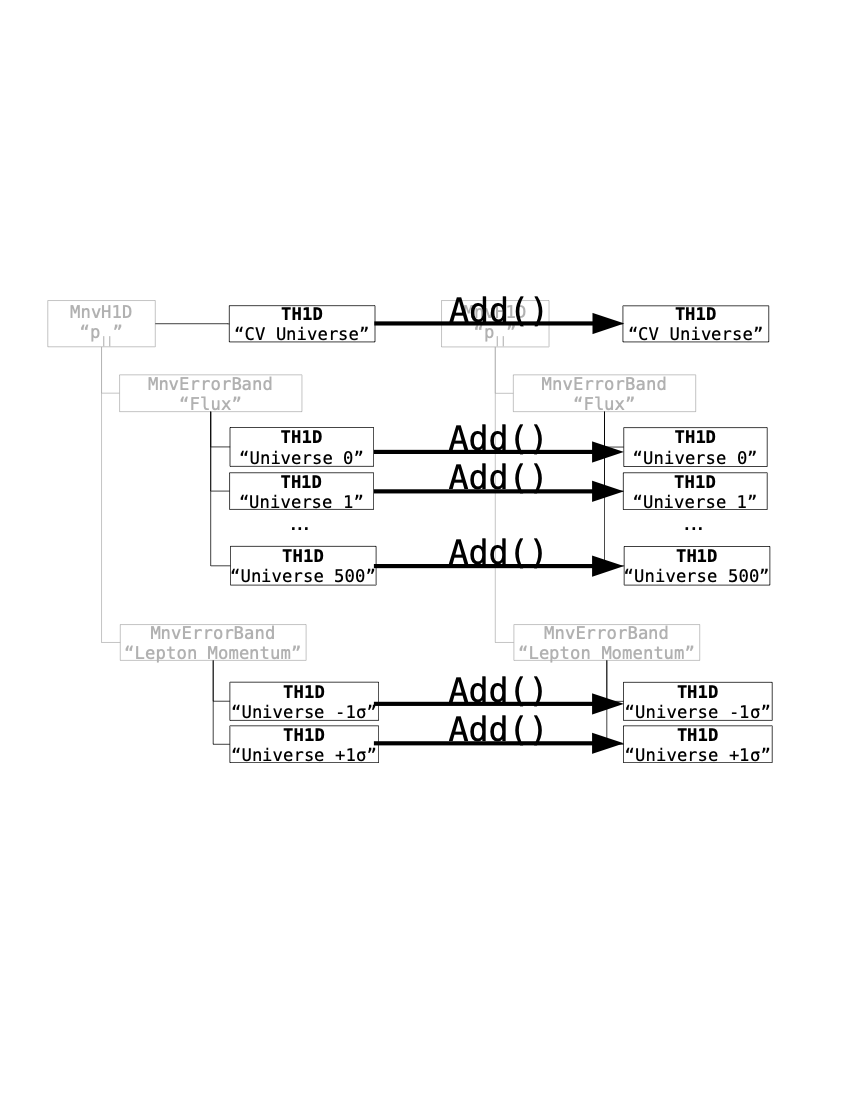 MnvH1D
“p||”
TH1D
“CV Universe”
Add()
MnvH1D
“p||”
TH1D
“CV Universe”
MnvErrorBand
“Flux”
MnvErrorBand
“Flux”
TH1D
“Universe 0”
Add()
TH1D
“Universe 0”
TH1D
“Universe 1”
Add()
TH1D
“Universe 1”
...
...
TH1D
“Universe 500”
Add()
TH1D
“Universe 500”
MnvErrorBand
“Lepton Momentum”
MnvErrorBand
“Lepton Momentum”
TH1D
“Universe -1σ”
Add()
TH1D
“Universe -1σ”
TH1D
“Universe +1σ”
Add()
TH1D
“Universe +1σ”